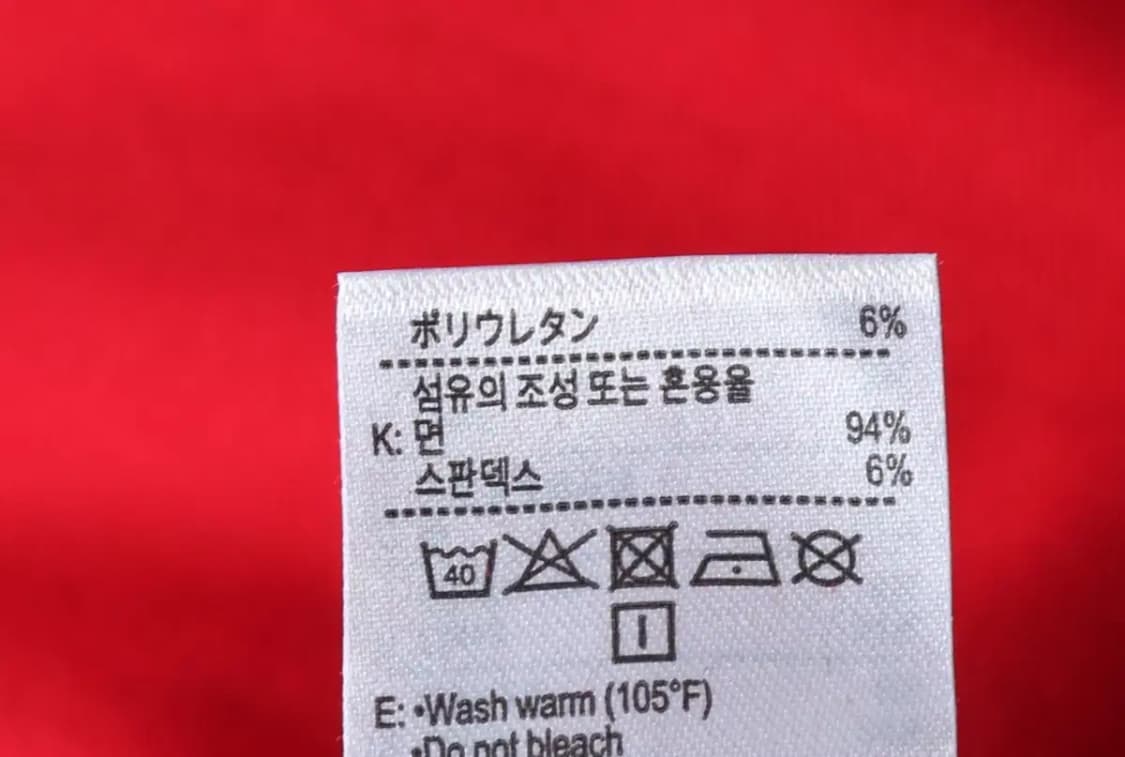 ポリウレタン 6%
섬유의 조성 또는 혼용율
K: 면 94%
스판덱스 6%
40
E: •Wash warm (105°F)
•Do not bleach